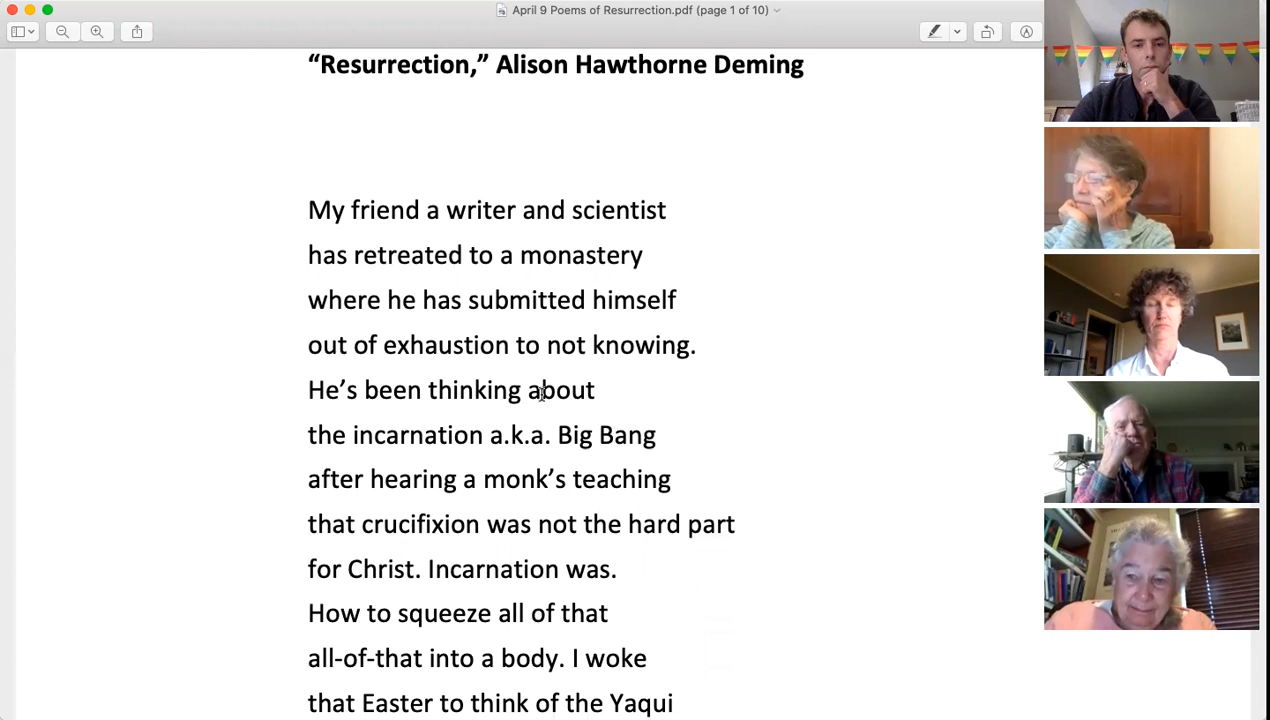 April 9 Poems of Resurrection.pdf (page 1 of 10)
“Resurrection,” Alison Hawthorne Deming
My friend a writer and scientist
has retreated to a monastery
where he has submitted himself
out of exhaustion to not knowing.
He’s been thinking about
the incarnation a.k.a. Big Bang
after hearing a monk’s teaching
that crucifixion was not the hard part
for Christ. Incarnation was.
How to squeeze all of that
all-of-that into a body. I woke
that Easter to think of the Yaqui